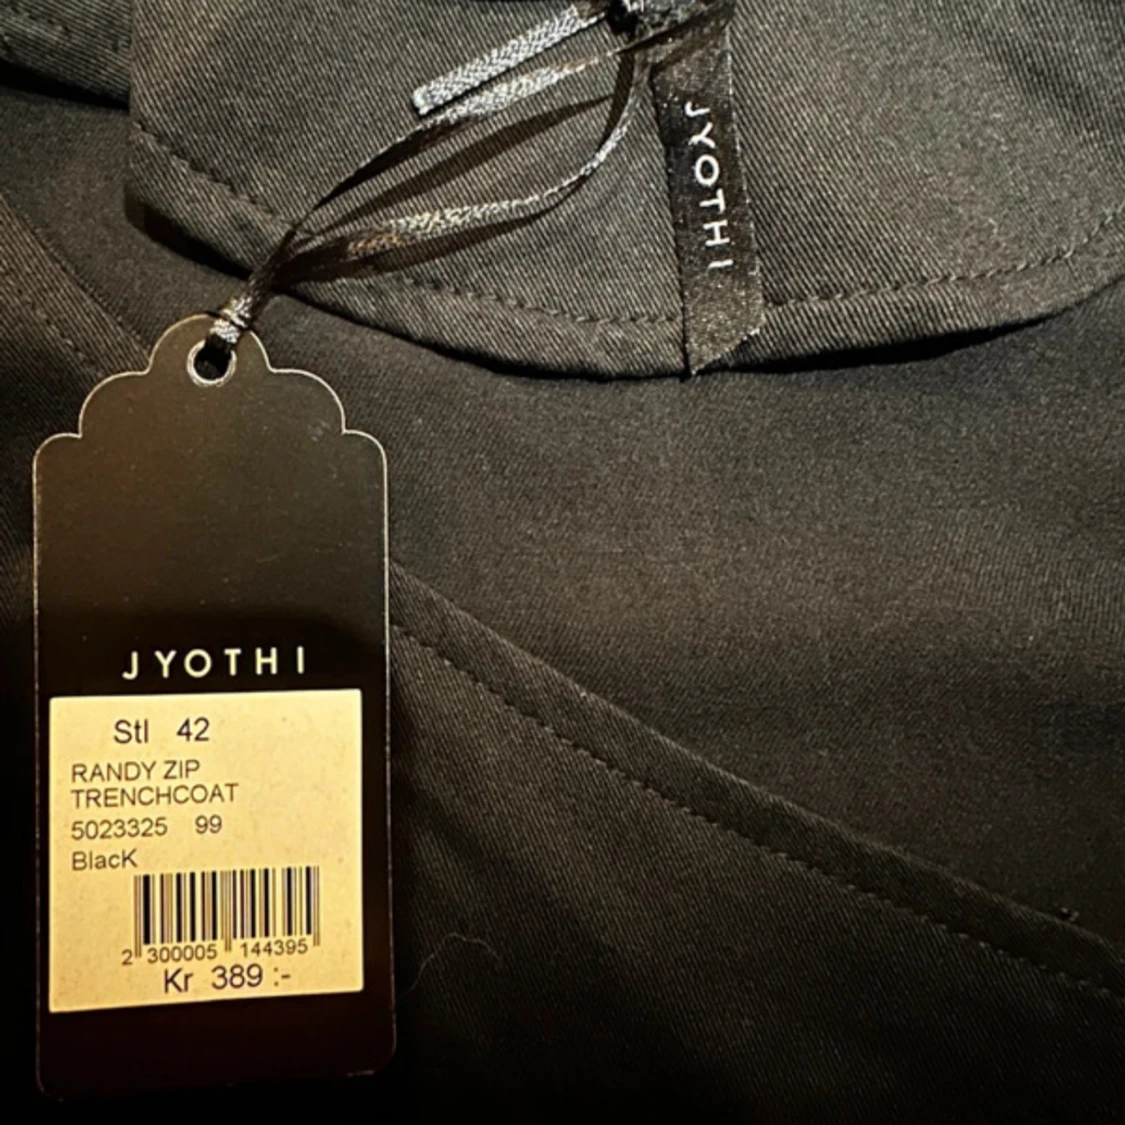 JYOTHI
JYOTHI
Stl 42
RANDY ZIP
TRENCHCOAT
5023325 99
BlacK
2 300005 144395
Kr 389 :-